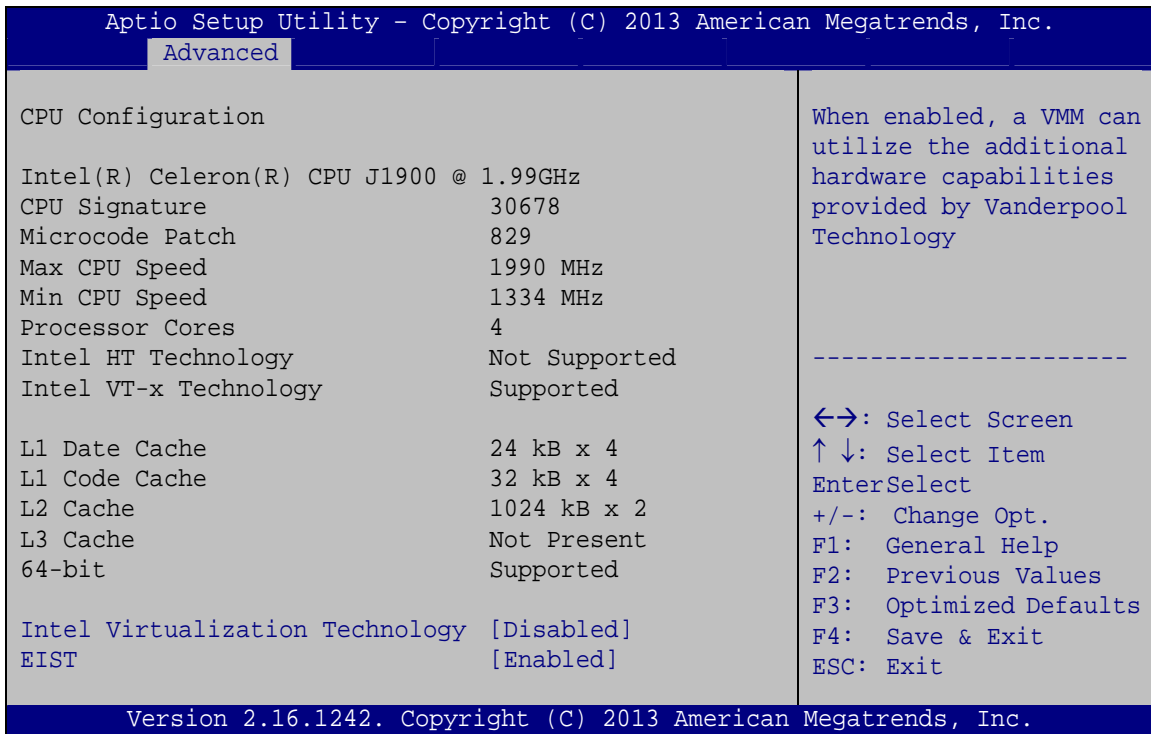 Aptio Setup Utility – Copyright (C) 2013 American Megatrends, Inc.
Advanced
CPU Configuration
Intel(R) Celeron(R) CPU J1900 @ 1.99GHz
CPU Signature 30678
Microcode Patch 829
Max CPU Speed 1990 MHz
Min CPU Speed 1334 MHz
Processor Cores 4
Intel HT Technology Not Supported
Intel VT-x Technology Supported
L1 Date Cache 24 kB x 4
L1 Code Cache 32 kB x 4
L2 Cache 1024 kB x 2
L3 Cache Not Present
64-bit Supported
Intel Virtualization Technology [Disabled]
EIST [Enabled]
When enabled, a VMM can
utilize the additional
hardware capabilities
provided by Vanderpool
Technology
----------------------
←→: Select Screen
↑ ↓: Select Item
EnterSelect
+/-: Change Opt.
F1: General Help
F2: Previous Values
F3: Optimized Defaults
F4: Save & Exit
ESC: Exit
Version 2.16.1242. Copyright (C) 2013 American Megatrends, Inc.